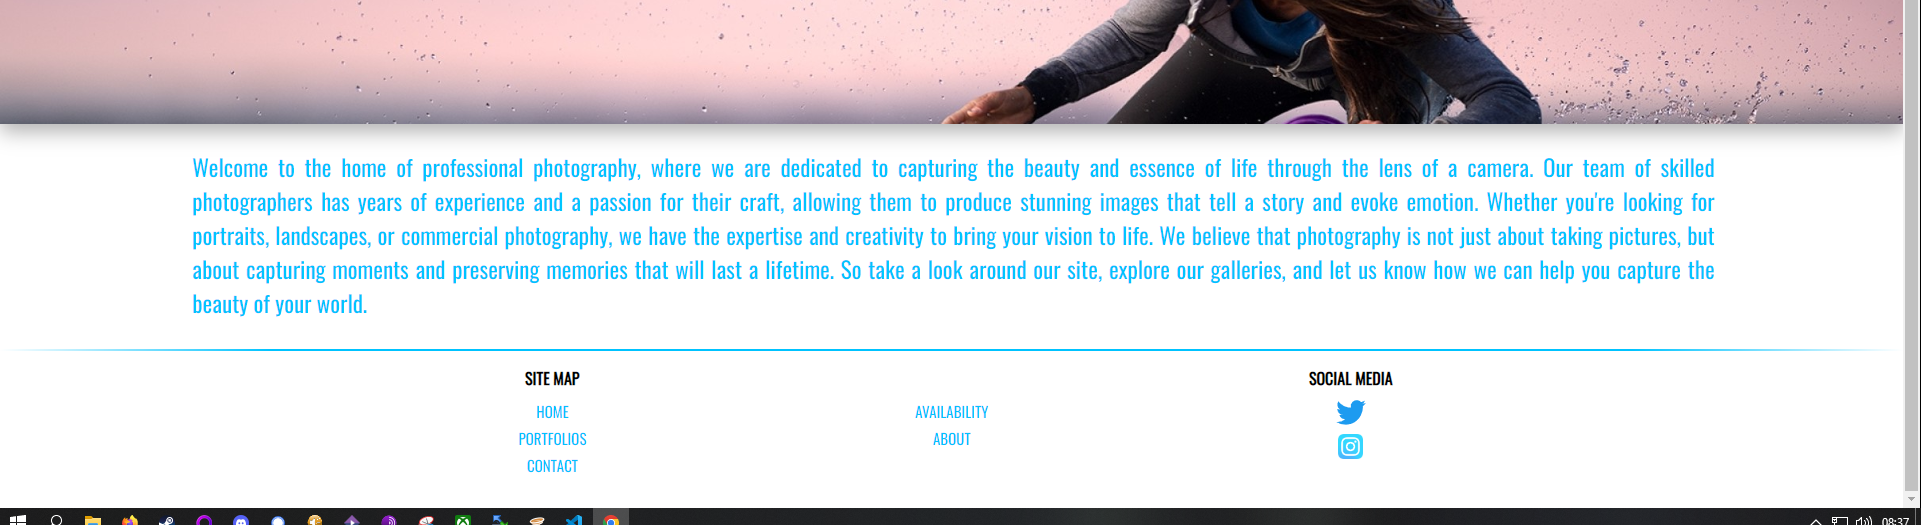 Welcome to the home of professional photography, where we are dedicated to capturing the beauty and essence of life through the lens of a camera. Our team of skilled
photographers has years of experience and a passion for their craft, allowing them to produce stunning images that tell a story and evoke emotion. Whether you're looking for
portraits, landscapes, or commercial photography, we have the expertise and creativity to bring your vision to life. We believe that photography is not just about taking pictures, but
about capturing moments and preserving memories that will last a lifetime. So take a look around our site, explore our galleries, and let us know how we can help you capture the
beauty of your world.
SITE MAP
HOME
PORTFOLIOS
CONTACT
AVAILABILITY
ABOUT
SOCIAL MEDIA
08:37